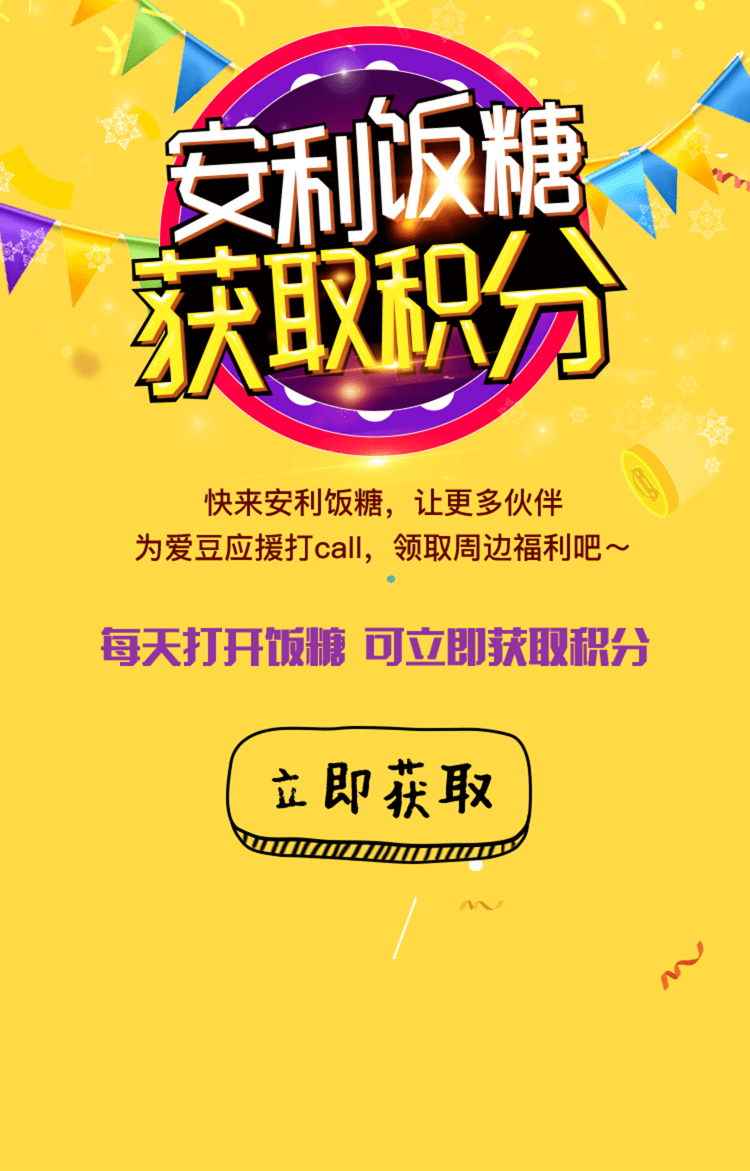 安利饭糖
获取积分
快来安利饭糖，让更多伙伴
为爱豆应援打call，领取周边福利吧～
每天打开饭糖 可立即获取积分
立即获取